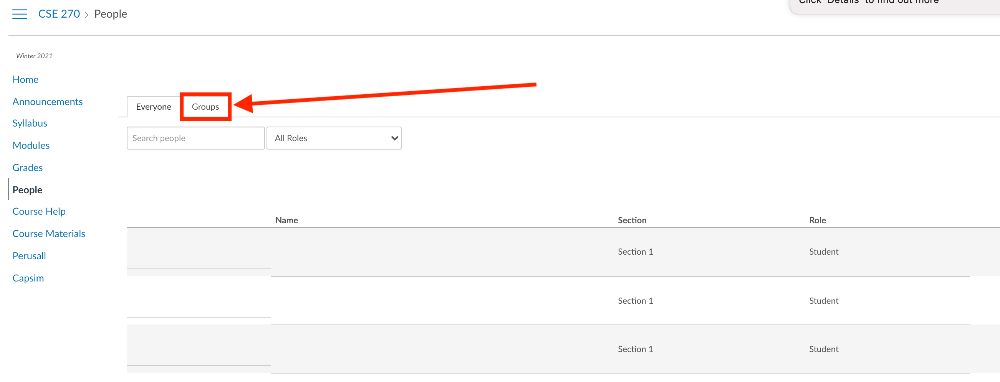 Click "Details" to find out more
CSE 270 > People
Winter 2021
Home
Announcements
Syllabus
Modules
Grades
People
Course Help
Course Materials
Perusall
Capsim
Everyone
Groups
Search people
All Roles
Name Section Role
Section 1 Student
Section 1 Student
Section 1 Student